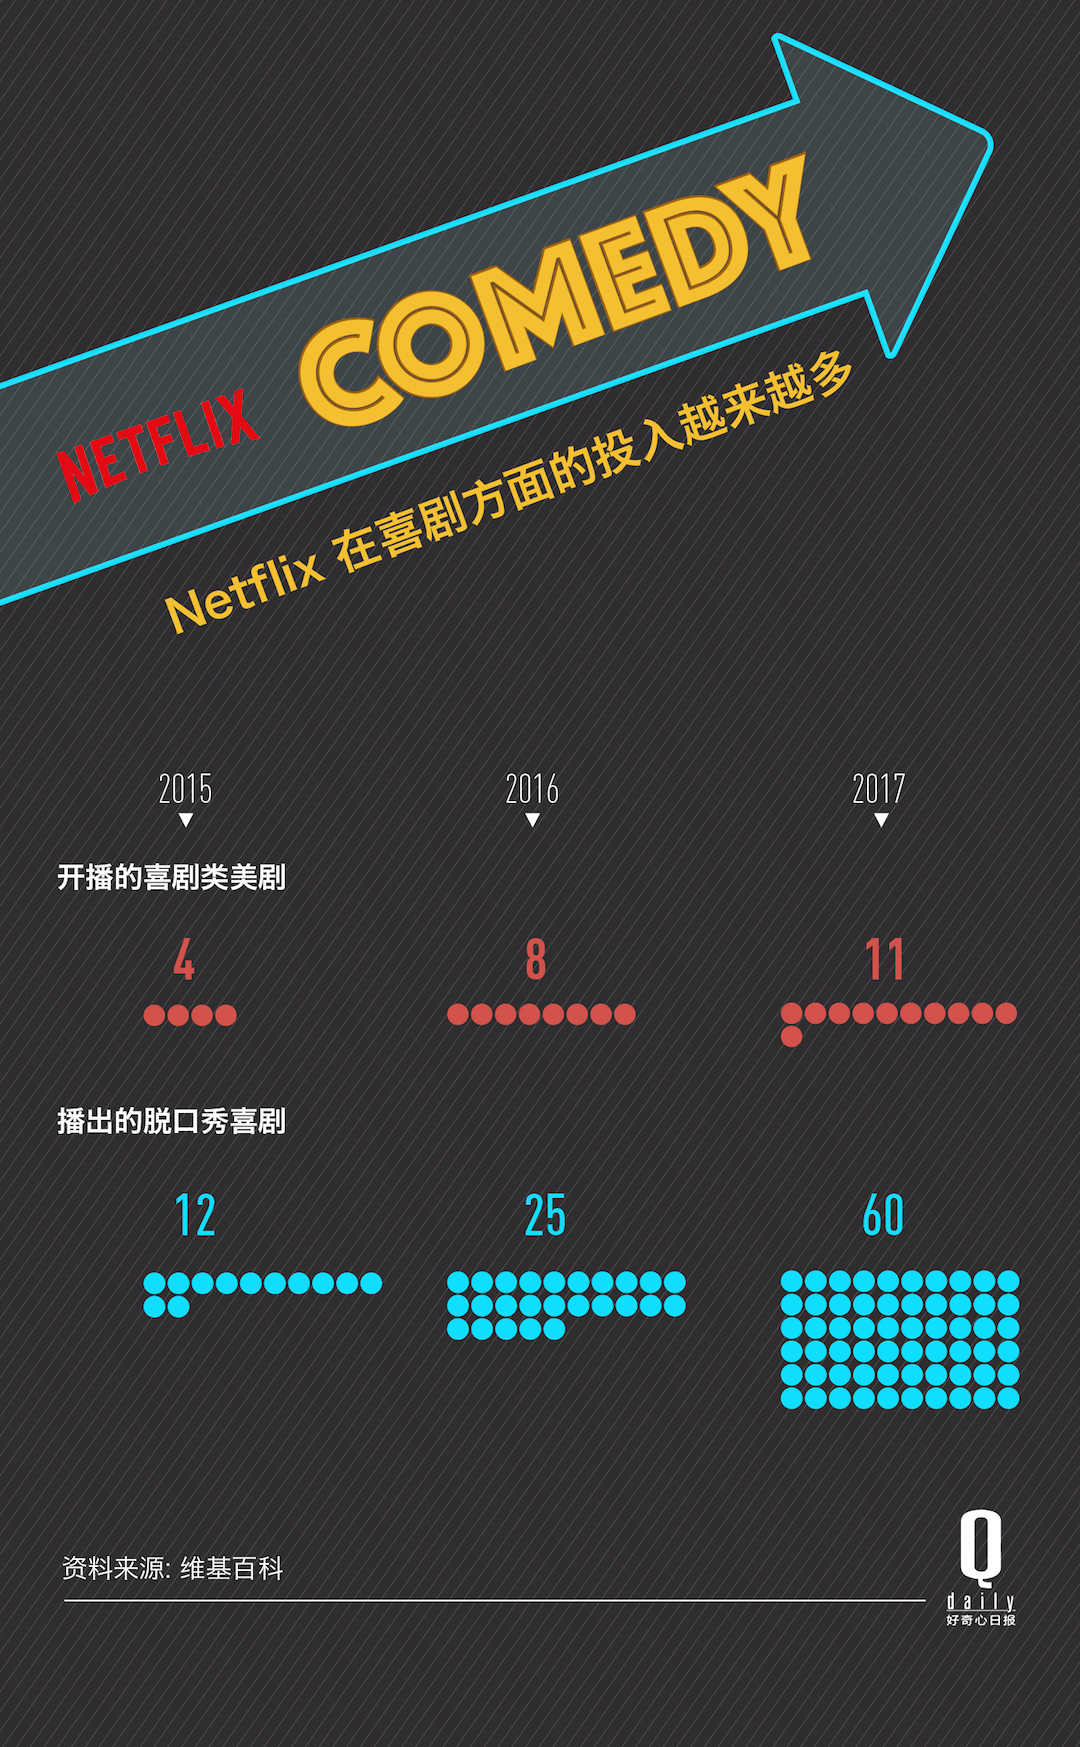 NETFLIX COMEDY
Netflix 在喜剧方面的投入越来越多
2015 2016 2017
开播的喜剧类美剧
4 8 11
播出的脱口秀喜剧
12 25 60
资料来源: 维基百科
Q
daily
好奇心日报